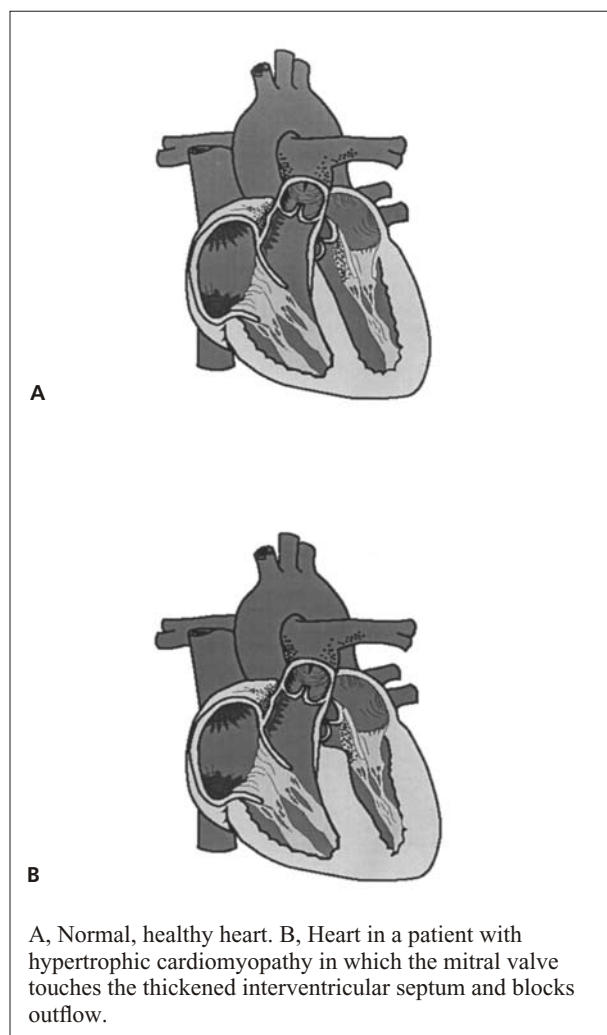 A
B
A, Normal, healthy heart. B, Heart in a patient with
hypertrophic cardiomyopathy in which the mitral valve
touches the thickened interventricular septum and blocks
outflow.